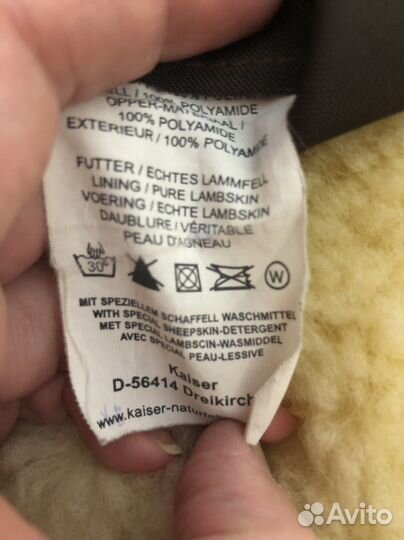 / 100% POLYAMIDE
OPPER-MATERIAAL /
100% POLYAMIDE
EXTERIEUR / 100% POLYAMIDE
FUTTER / ECHTES LAMMFELL
LINING / PURE LAMBSKIN
VOERING / ECHTE LAMBSKIN
DAUBLURE / VÉRITABLE
PEAU D'AGNEAU
30° W
MIT SPEZIELLEM SCHAFFELL WASCHMITTEL
WITH SPECIAL SHEEPSKIN-DETERGENT
MET SPECIAL LAMBSCIN-WASMIDDEL
AVEC SPECIAL PEAU-LESSIVE
Kaiser
D-56414 Dreikirch
www.kaiser-natur
Avito